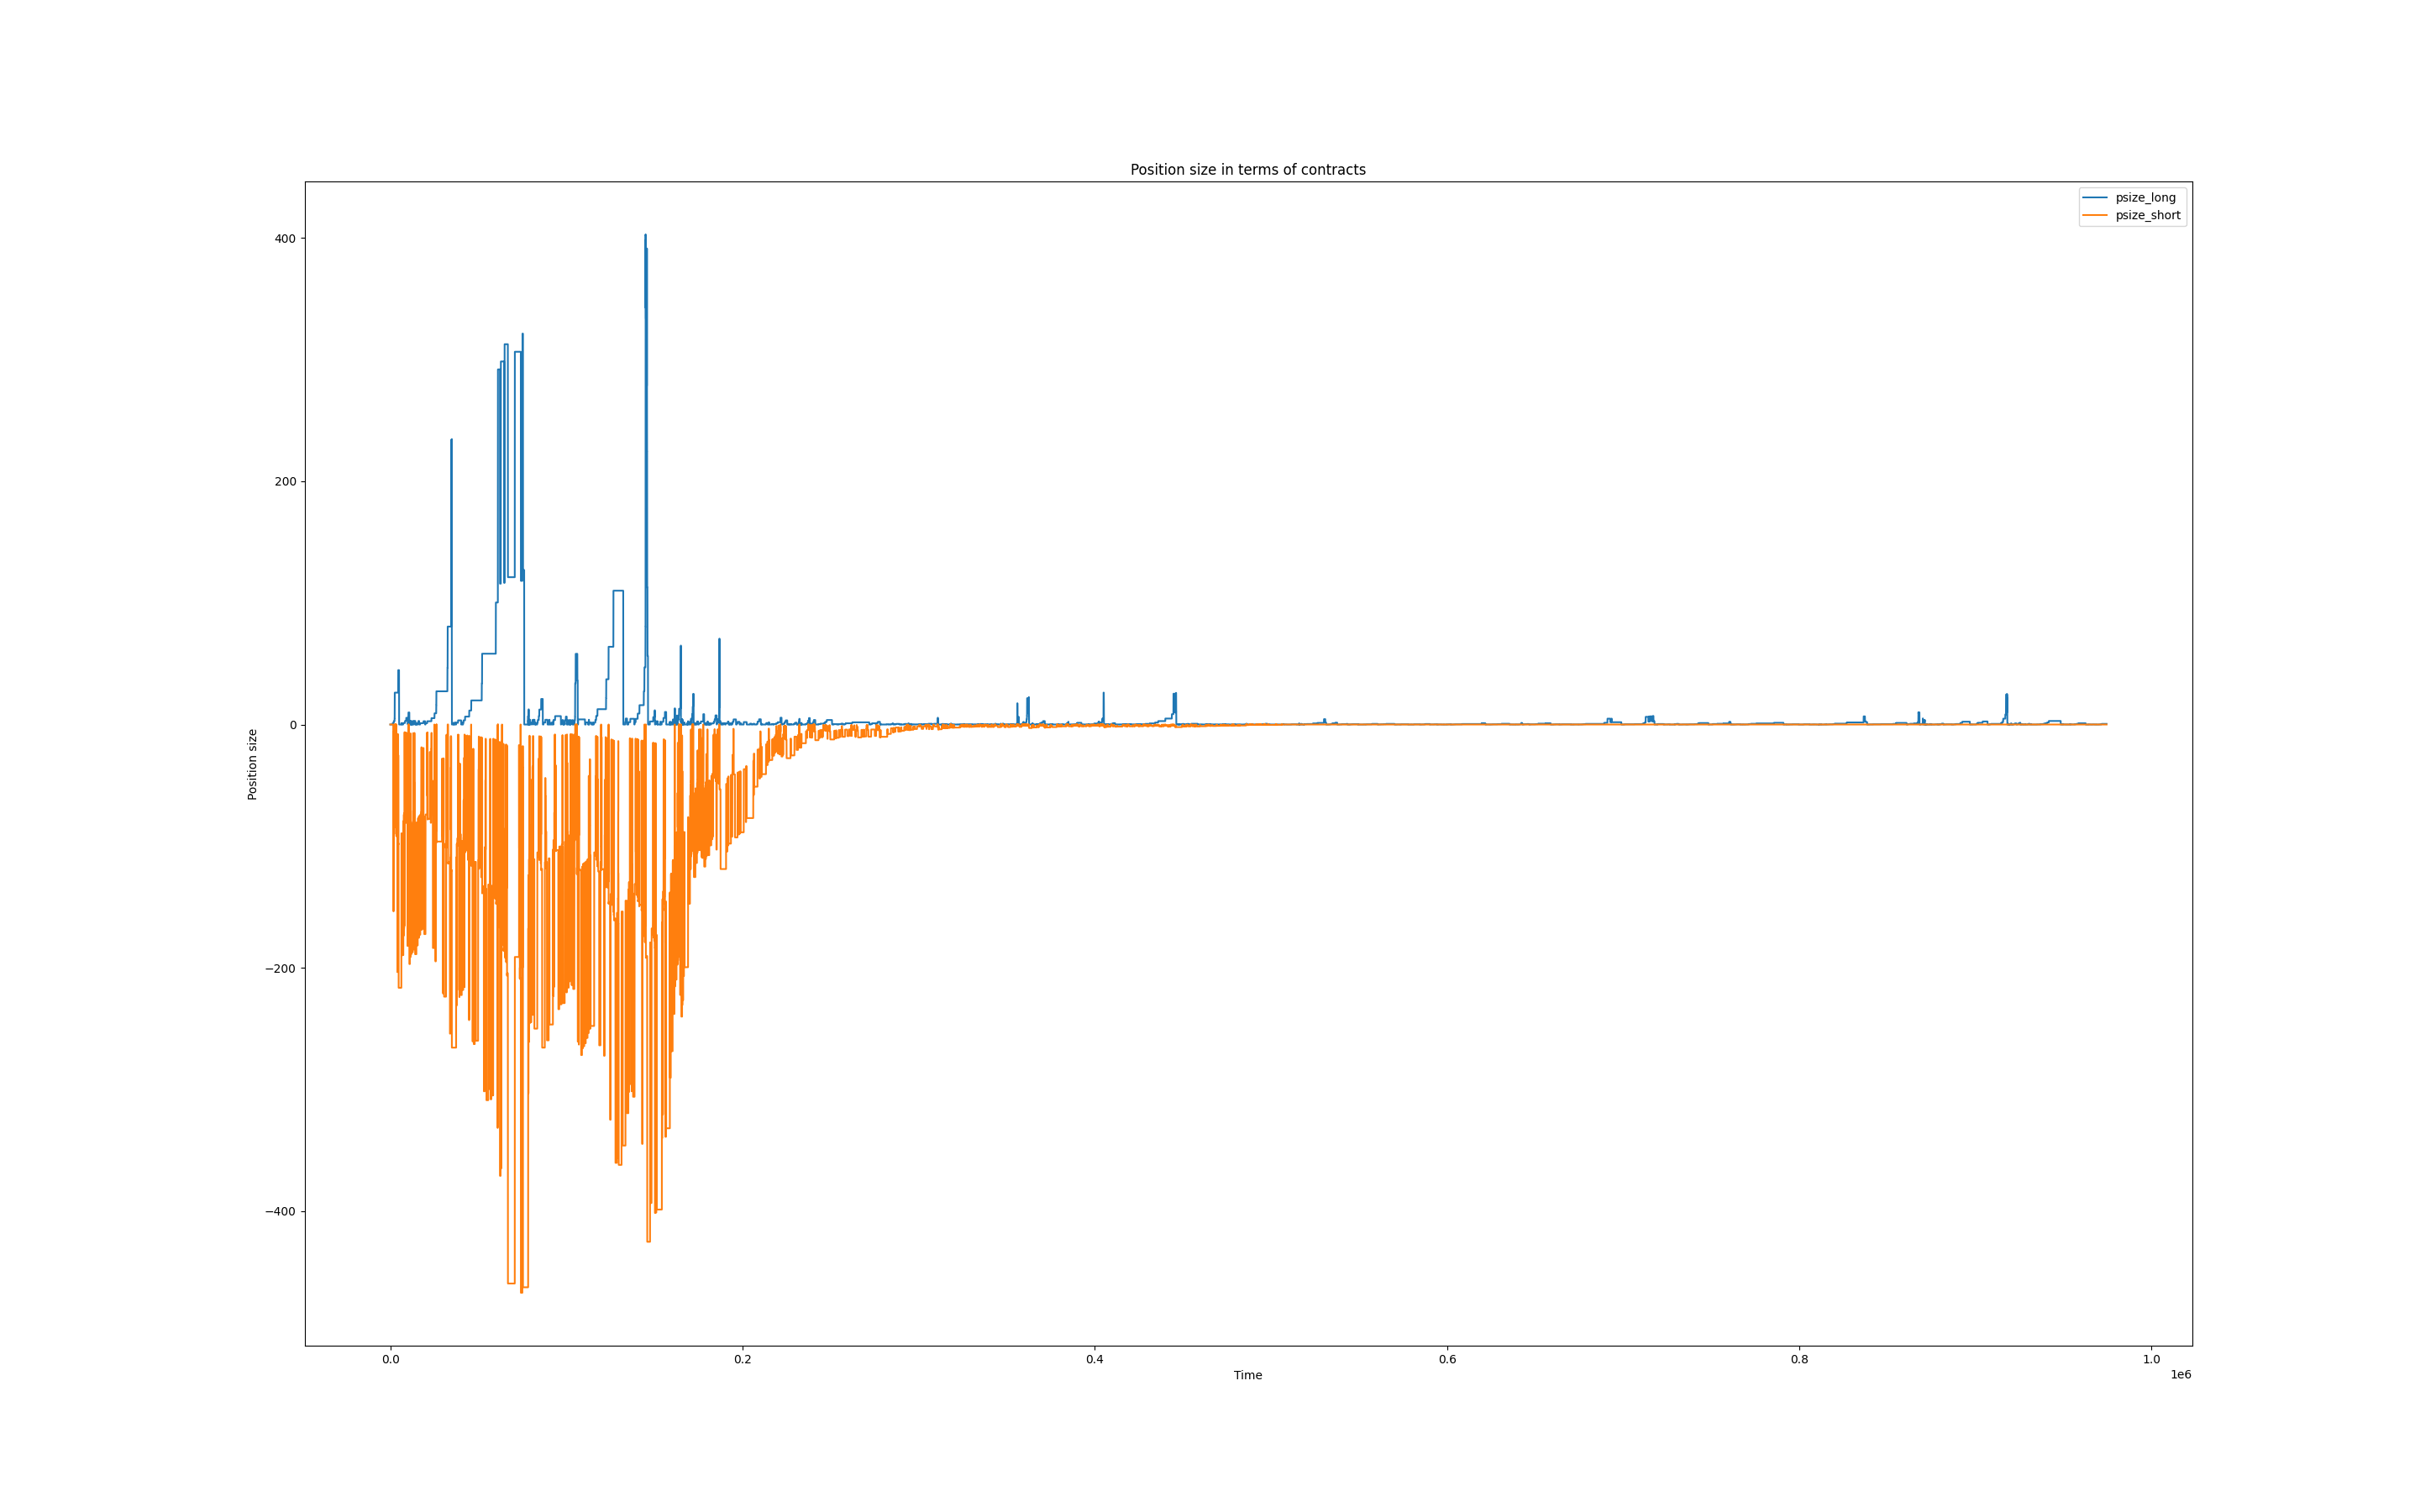 Position size in terms of contracts
psize_long
psize_short
400
200
0
−200
−400
Position size
0.0
0.2
0.4
0.6
0.8
1.0
Time
1e6